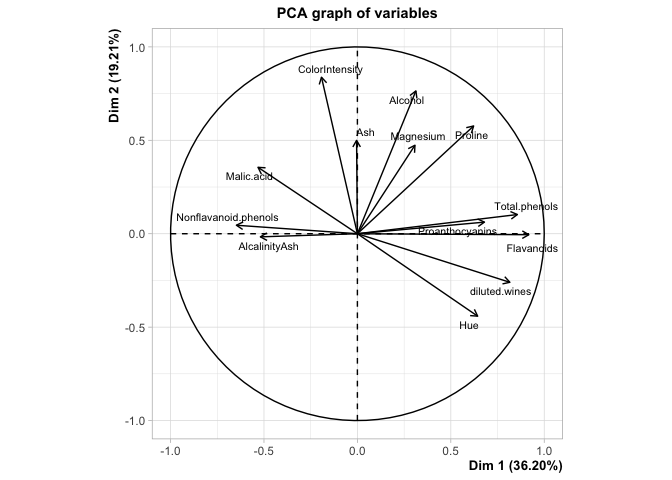 PCA graph of variables
Dim 2 (19.21%)
1.0
0.5
0.0
-0.5
-1.0
ColorIntensity
Alcohol
Ash
Magnesium
Proline
Malic.acid
Nonflavanoid.phenols
Total.phenols
Proanthocyanins
AlcalinityAsh
Flavanoids
diluted.wines
Hue
-1.0 -0.5 0.0 0.5 1.0
Dim 1 (36.20%)